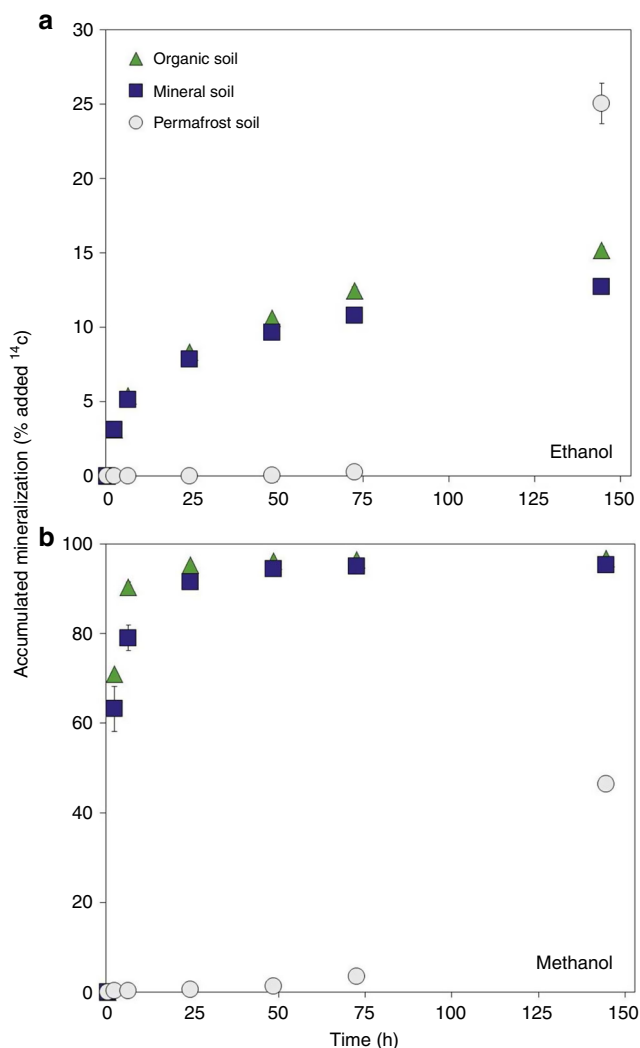 a
30
25
20
15
10
5
0
Organic soil
Mineral soil
Permafrost soil
Ethanol
0 25 50 75 100 125 150
Accumulated mineralization (% added ¹⁴c)
b
100
80
60
40
20
0
Methanol
0 25 50 75 100 125 150
Time (h)